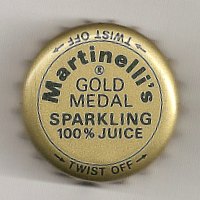 TWIST OFF
Martinelli's
®
GOLD
MEDAL
SPARKLING
100% JUICE
TWIST OFF